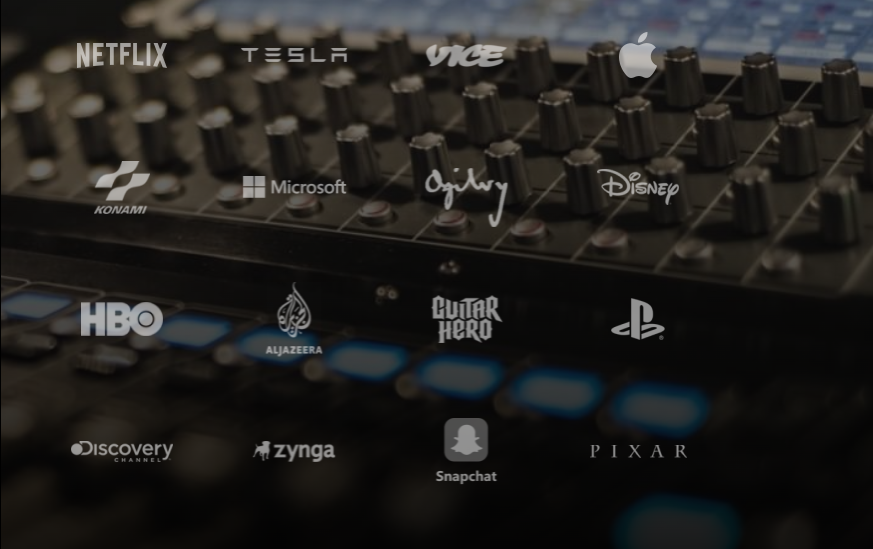 NETFLIX
TESLA
VICE
KONAMI
Microsoft
Ogilvy
Disney
HBO
ALJAZEERA
GUITAR
HERO
Discovery
CHANNEL
zynga
Snapchat
PIXAR